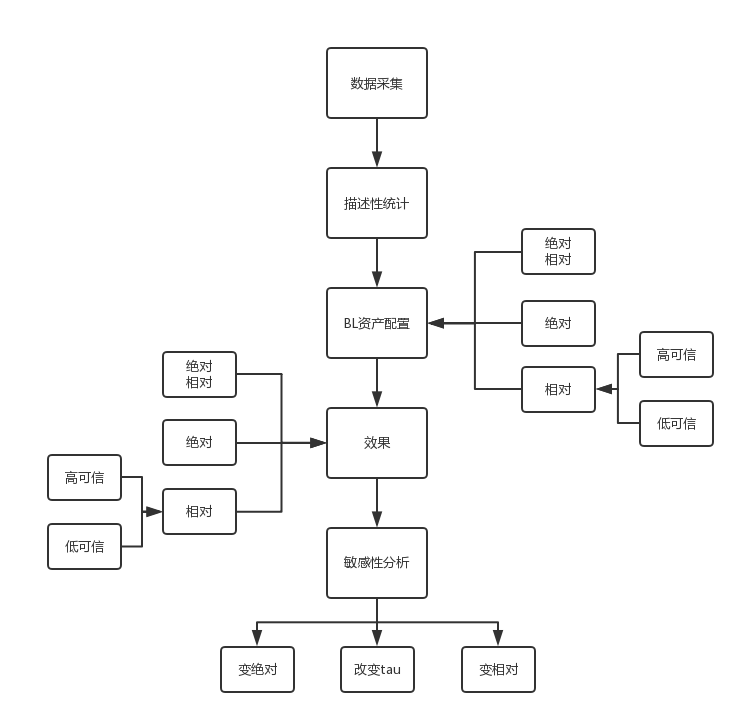 数据采集
描述性统计
绝对
相对
BL资产配置
绝对
高可信
相对
低可信
绝对
相对
绝对
效果
高可信
相对
低可信
敏感性分析
变绝对
改变tau
变相对